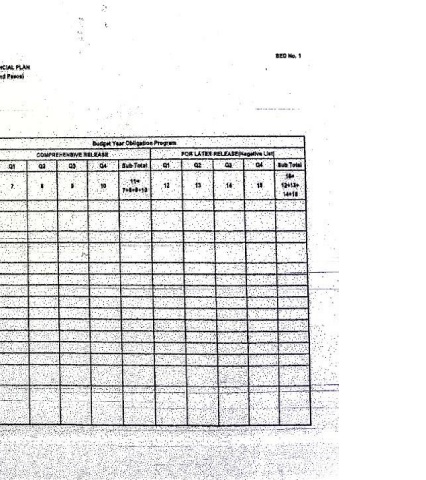 BED No. 1
NCIAL PLAN
nd Pesos)
Budget Year Obligation Program
COMPREHENSIVE RELEASE FOR LATER RELEASE(Negative List)
Q1 Q2 Q3 Q4 Sub Total Q1 Q2 Q3 Q4 Sub Total
7 8 9 10 11= 7+8+9+10 12 13 14 15 16= 12+13+ 14+15